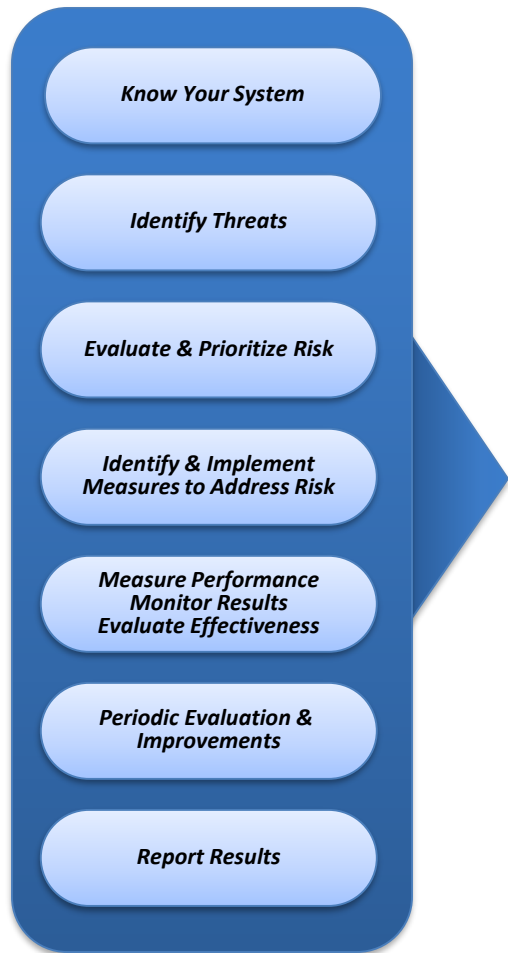 Know Your System
Identify Threats
Evaluate & Prioritize Risk
Identify & Implement
Measures to Address Risk
Measure Performance
Monitor Results
Evaluate Effectiveness
Periodic Evaluation &
Improvements
Report Results